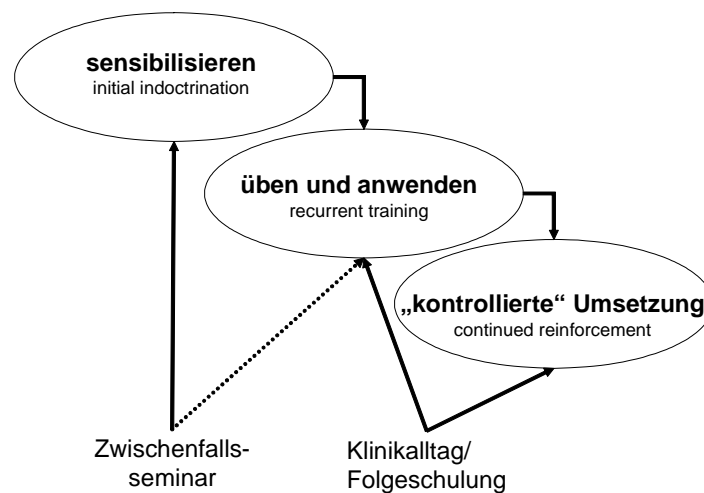 sensibilisieren
initial indoctrination
üben und anwenden
recurrent training
„kontrollierte“ Umsetzung
continued reinforcement
Zwischenfalls-
seminar
Klinikalltag/
Folgeschulung